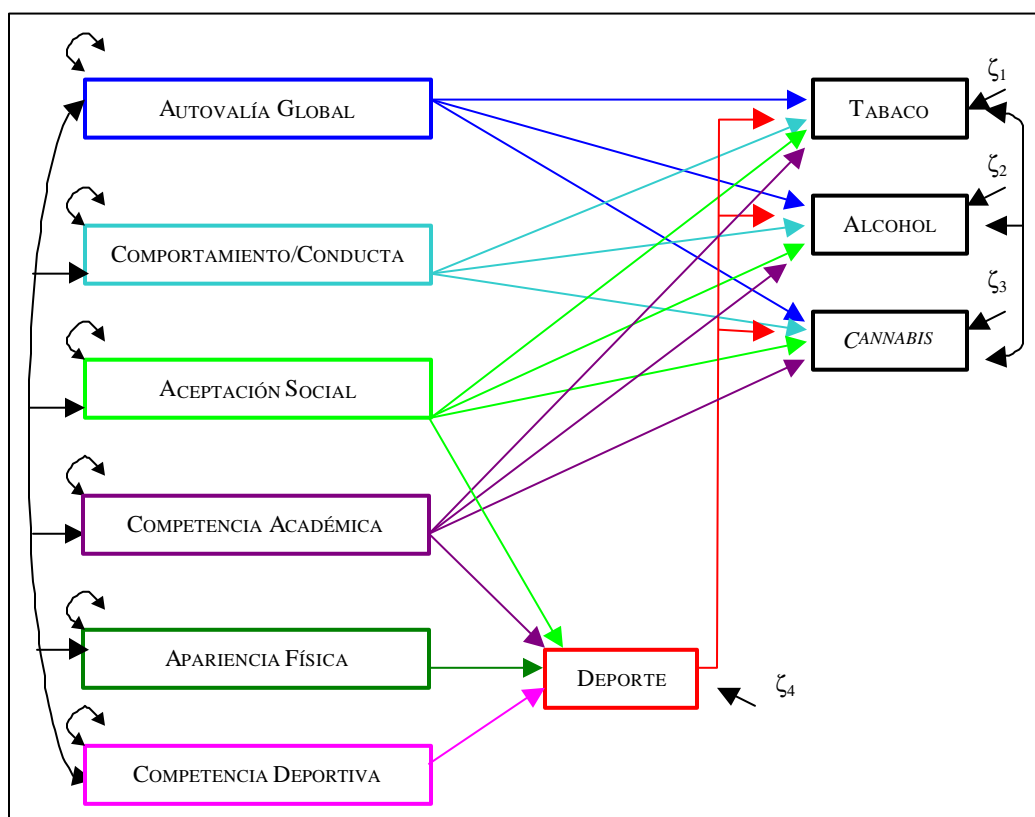 AUTOVALÍA GLOBAL
COMPORTAMIENTO/CONDUCTA
ACEPTACIÓN SOCIAL
COMPETENCIA ACADÉMICA
APARIENCIA FÍSICA
COMPETENCIA DEPORTIVA
DEPORTE
ζ4
TABACO
ζ1
ALCOHOL
ζ2
CANNABIS
ζ3